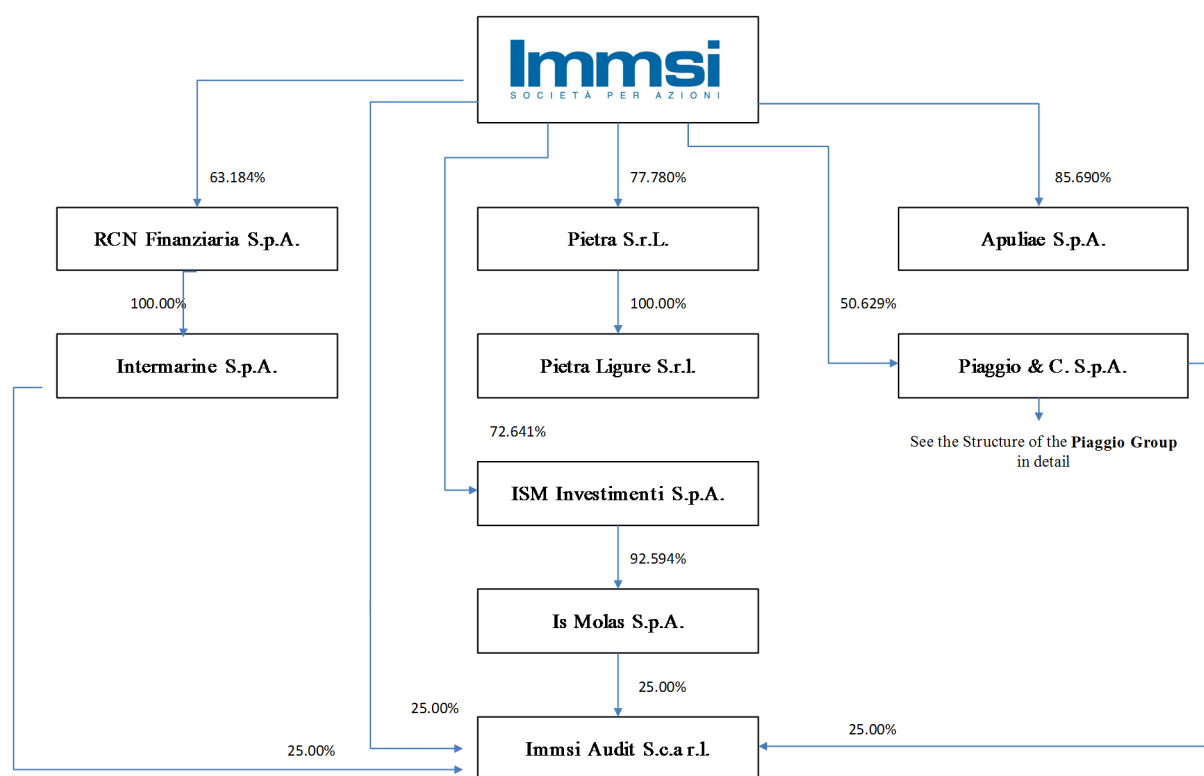 Immsi
SOCIETÀ PER AZIONI
63.184%
77.780%
85.690%
RCN Finanziaria S.p.A.
Pietra S.r.L.
Apuliae S.p.A.
100.00%
100.00%
50.629%
Intermarine S.p.A.
Pietra Ligure S.r.l.
Piaggio & C. S.p.A.
72.641%
See the Structure of the Piaggio Group
in detail
ISM Investimenti S.p.A.
92.594%
Is Molas S.p.A.
25.00%
25.00%
25.00%
25.00%
Immsi Audit S.c.a r.l.